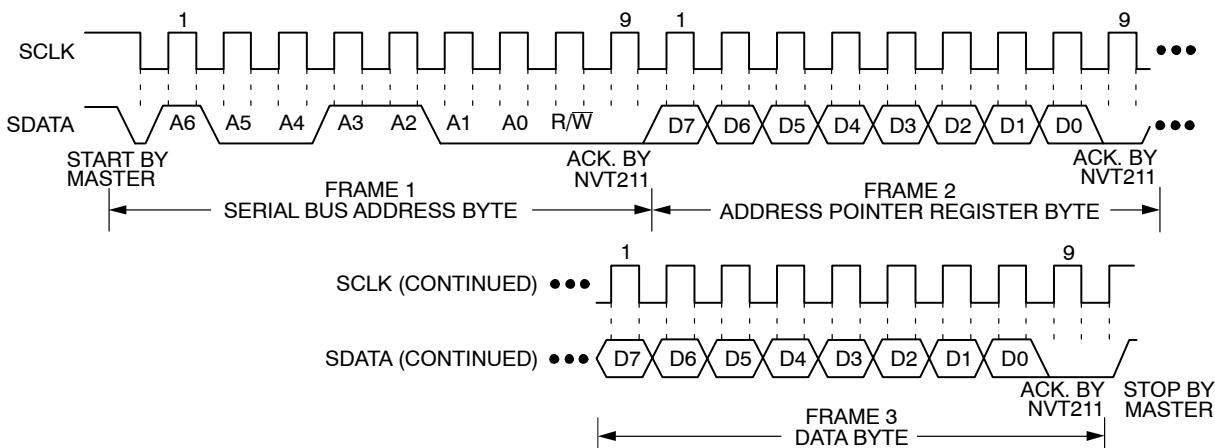 1 9 1 9
SCLK
SDATA A6 A5 A4 A3 A2 A1 A0 R/W̅ D7 D6 D5 D4 D3 D2 D1 D0
START BY
MASTER
ACK. BY
NVT211
ACK. BY
NVT211
FRAME 1
SERIAL BUS ADDRESS BYTE
FRAME 2
ADDRESS POINTER REGISTER BYTE
1 9
SCLK (CONTINUED)
SDATA (CONTINUED) D7 D6 D5 D4 D3 D2 D1 D0
ACK. BY
NVT211
STOP BY
MASTER
FRAME 3
DATA BYTE